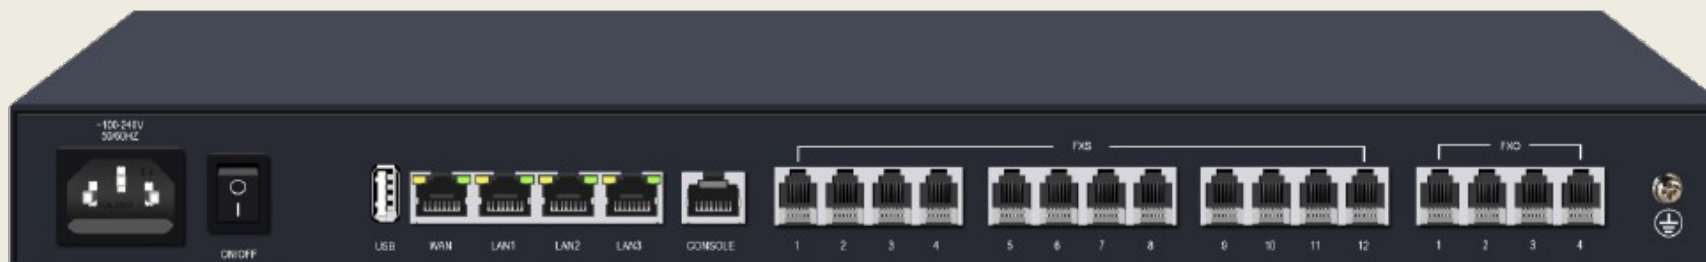 ~100-240V
50/60HZ
ON/OFF
USB
WAN
LAN1
LAN2
LAN3
CONSOLE
FXS
1
2
3
4
5
6
7
8
9
10
11
12
FXO
1
2
3
4